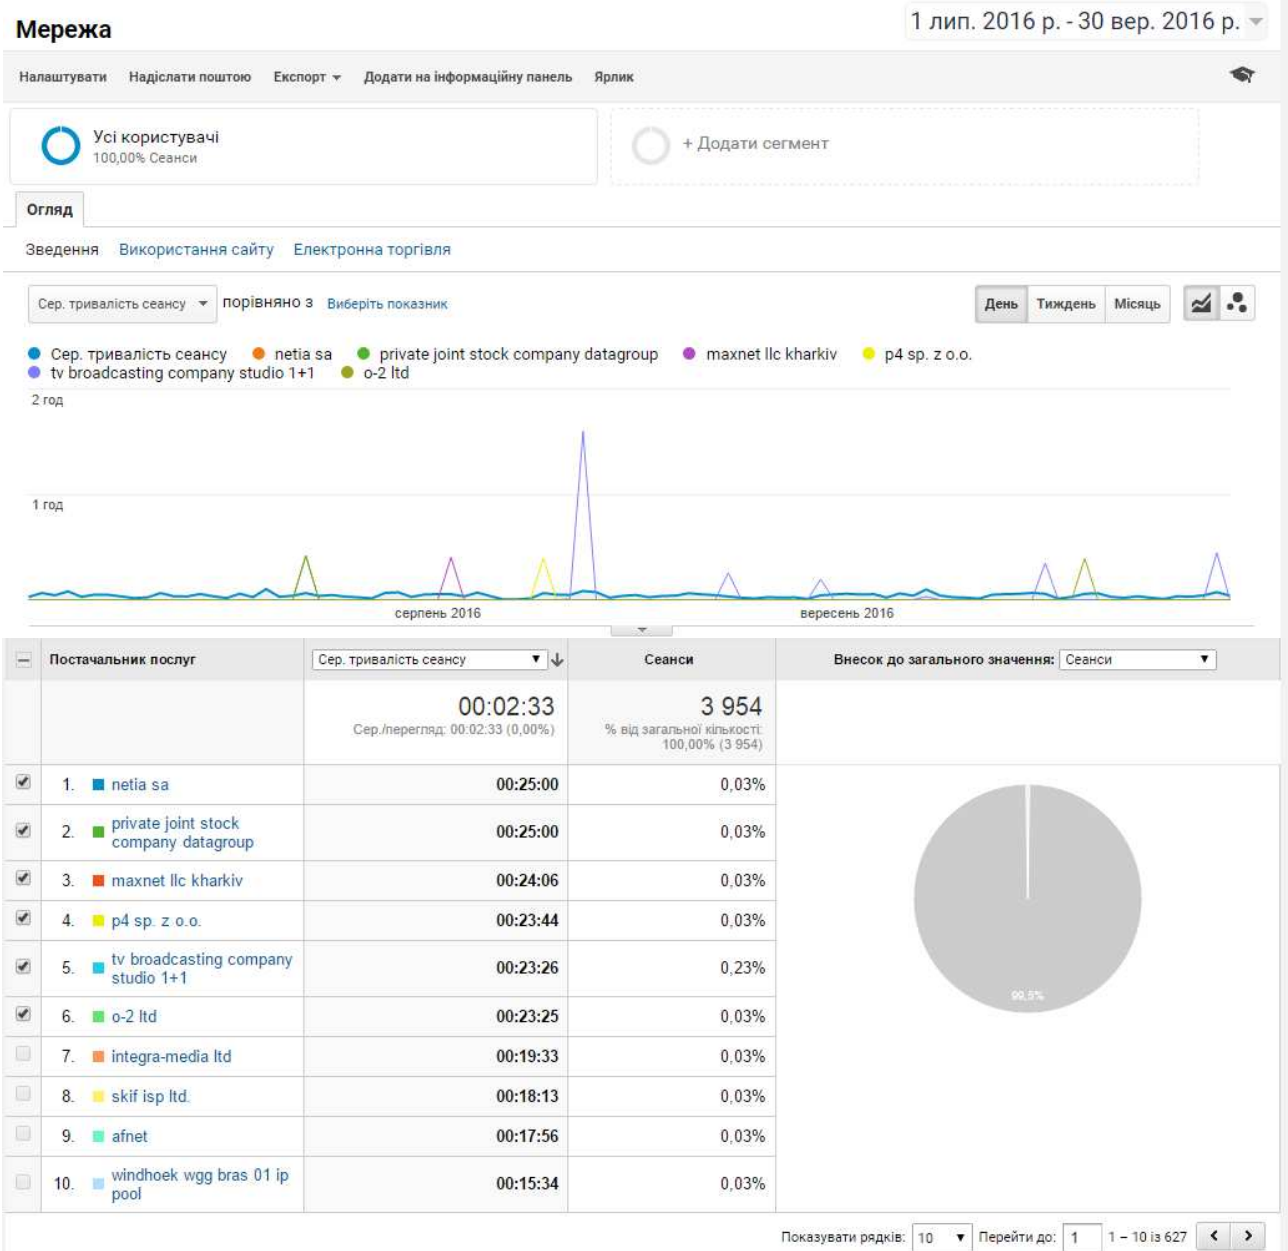 Мережа
1 лип. 2016 р. - 30 вер. 2016 р.
Налаштувати Надіслати поштою Експорт Додати на інформаційну панель Ярлик
Усі користувачі
100,00% Сеанси
+ Додати сегмент
Огляд
Зведення Використання сайту Електронна торгівля
Сер. тривалість сеансу порівняно з Виберіть показник
День Тиждень Місяць
Сер. тривалість сеансу netia sa private joint stock company datagroup maxnet llc kharkiv p4 sp. z o.o.
tv broadcasting company studio 1+1 o-2 ltd
2 год
1 год
серпень 2016 вересень 2016
Постачальник послуг Сер. тривалість сеансу Сеанси Внесок до загального значення: Сеанси
00:02:33 3 954
Сер./перегляд: 00:02:33 (0,00%) % від загальної кількості:
100,00% (3 954)
1. netia sa 00:25:00 0,03%
2. private joint stock
company datagroup 00:25:00 0,03%
3. maxnet llc kharkiv 00:24:06 0,03%
4. p4 sp. z o.o. 00:23:44 0,03%
5. tv broadcasting company
studio 1+1 00:23:26 0,23%
6. o-2 ltd 00:23:25 0,03%
7. integra-media ltd 00:19:33 0,03%
8. skif isp ltd. 00:18:13 0,03%
9. afnet 00:17:56 0,03%
10. windhoek wgg bras 01 ip
pool 00:15:34 0,03%
99,5%
Показувати рядків: 10 Перейти до: 1 1 – 10 із 627